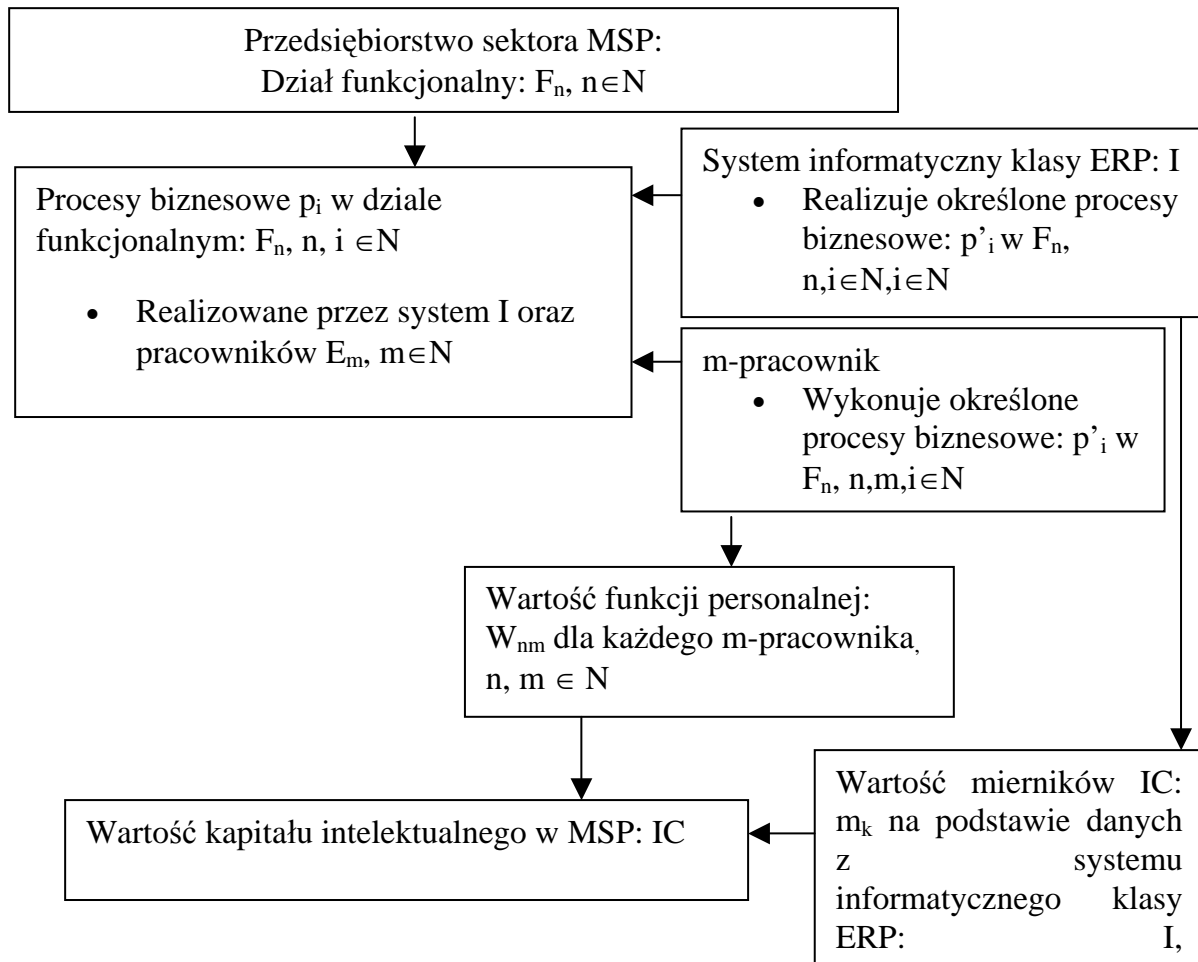 Przedsiębiorstwo sektora MSP:
Dział funkcjonalny: Fn, n∈N
System informatyczny klasy ERP: I
• Realizuje określone procesy
biznesowe: p’i w Fn,
n,i∈N,i∈N
Procesy biznesowe pi w dziale
funkcjonalnym: Fn, n, i ∈N
• Realizowane przez system I oraz
pracowników Em, m∈N
m-pracownik
• Wykonuje określone
procesy biznesowe: p’i w
Fn, n,m,i∈N
Wartość funkcji personalnej:
Wnm dla każdego m-pracownika,
n, m ∈ N
Wartość kapitału intelektualnego w MSP: IC
Wartość mierników IC:
mk na podstawie danych
z systemu
informatycznego klasy
ERP: I,